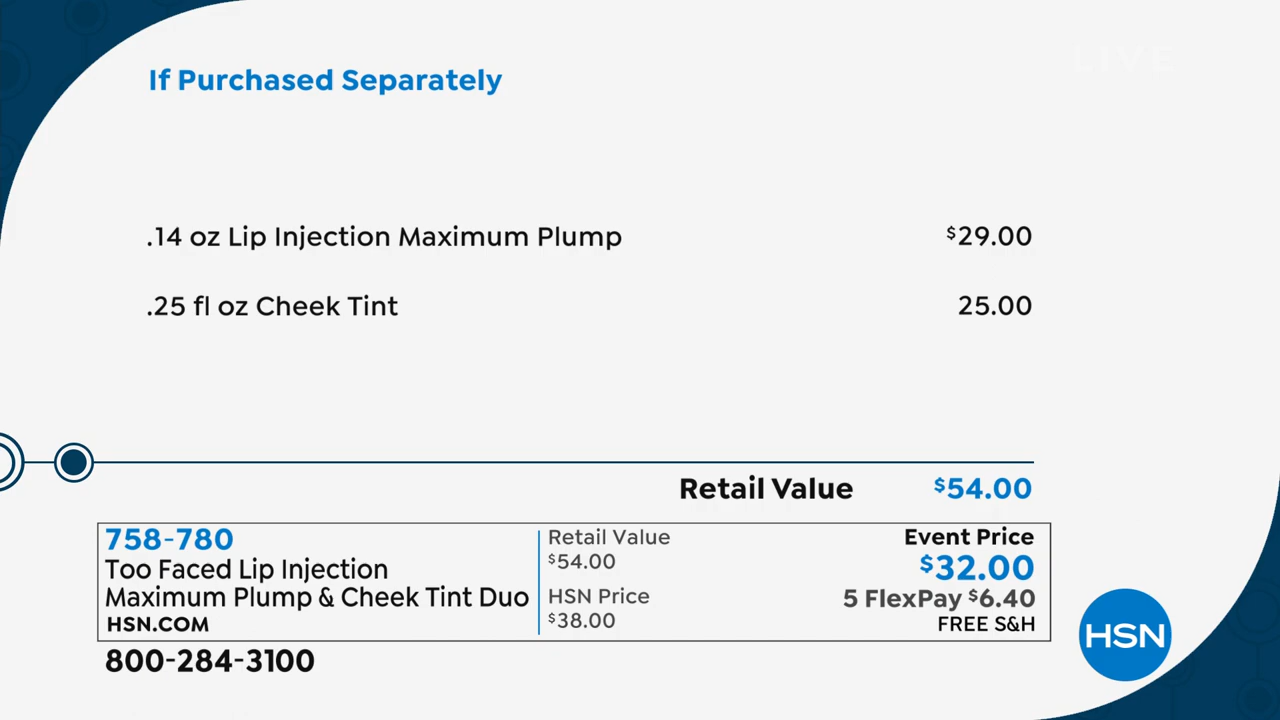 LIVE
If Purchased Separately
.14 oz Lip Injection Maximum Plump $29.00
.25 fl oz Cheek Tint 25.00
Retail Value $54.00
758-780
Too Faced Lip Injection
Maximum Plump & Cheek Tint Duo
HSN.COM
Retail Value
$54.00
HSN Price
$38.00
Event Price
$32.00
5 FlexPay $6.40
FREE S&H
HSN
800-284-3100